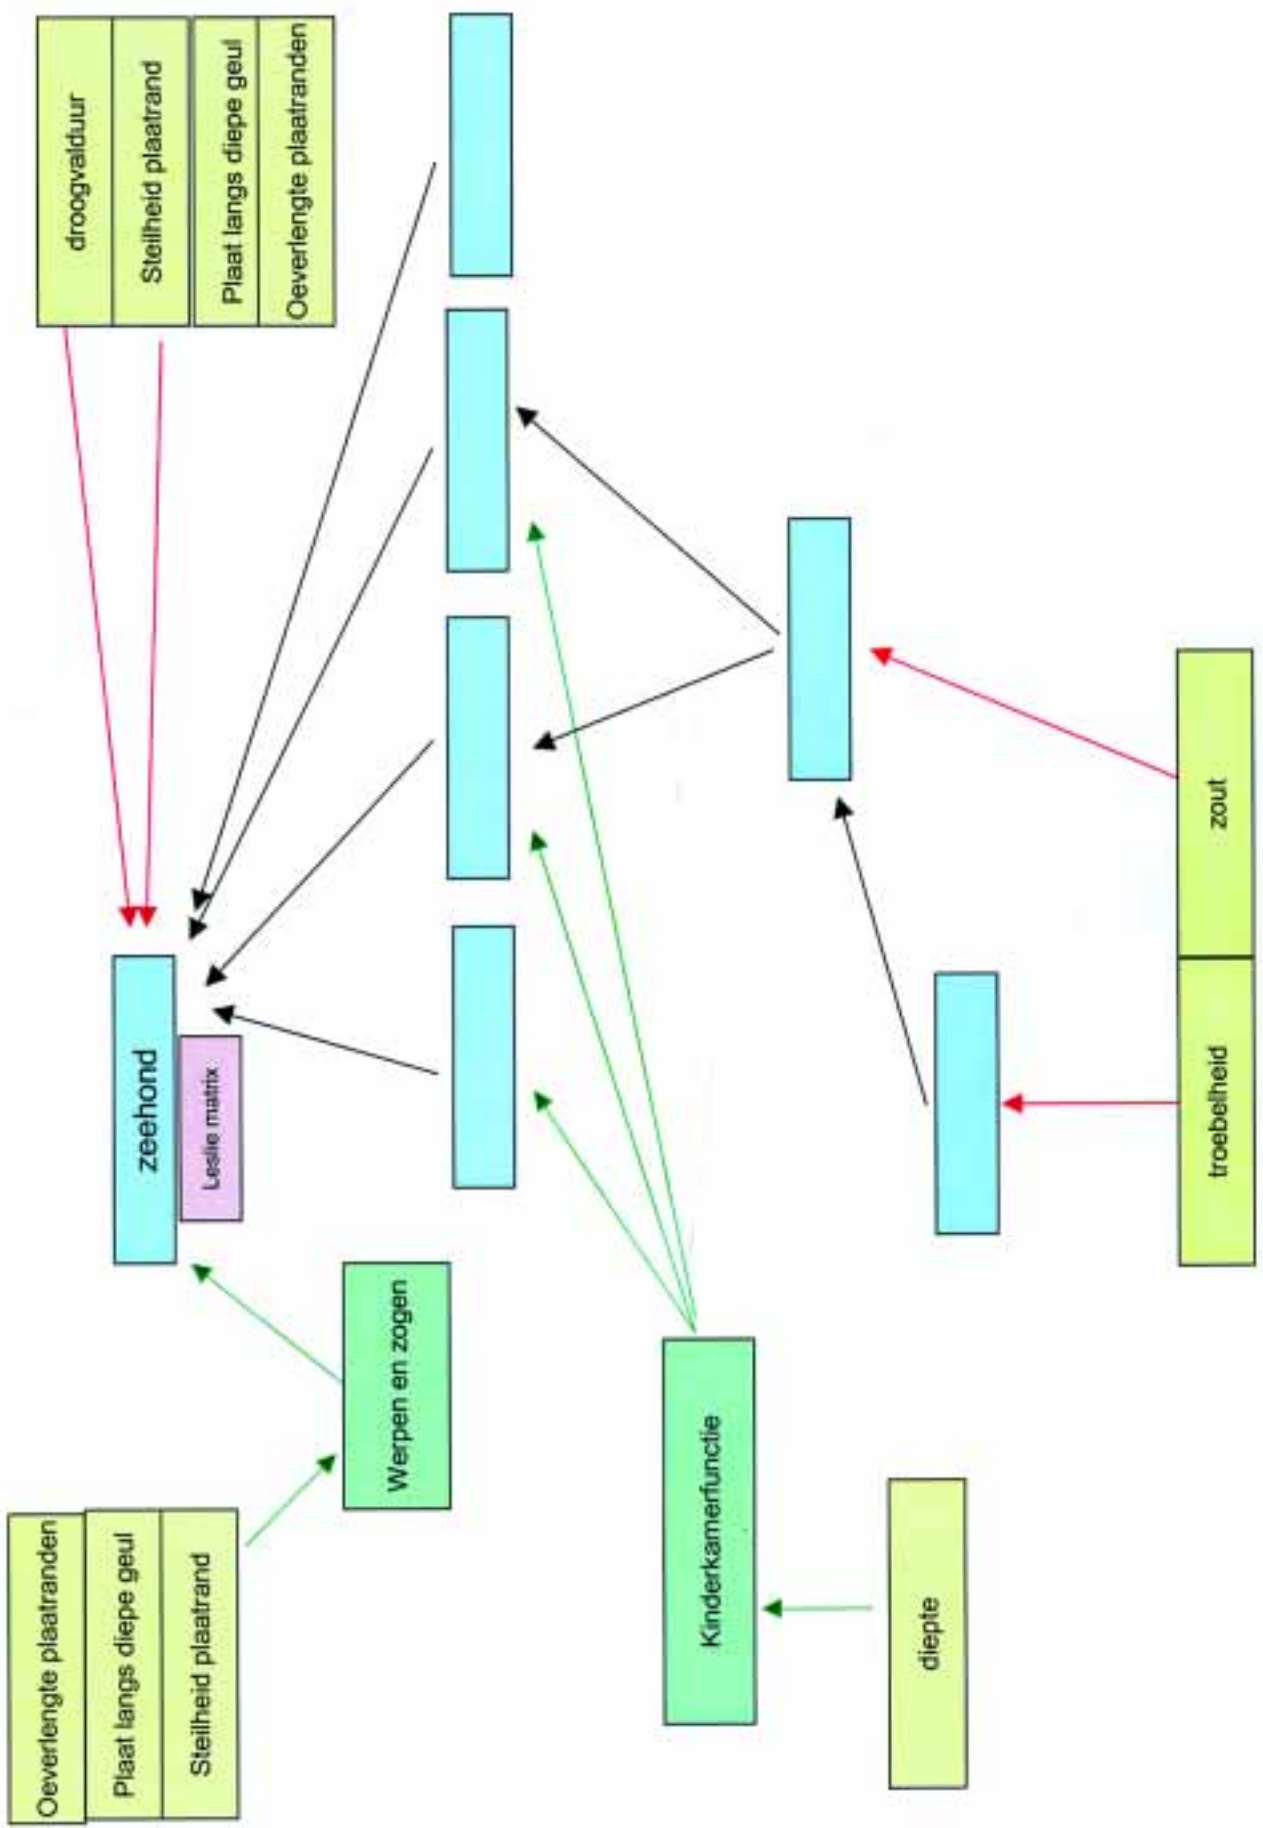 Oeverlengte plaatranden
Plaat langs diepe geul
Steilheid plaatrand
zeehond
Leslie matrix
droogvalduur
Steilheid plaatrand
Plaat langs diepe geul
Oeverlengte plaatranden
Werpen en zogen
Kinderkamerfunctie
diepte
troebelheid
zout